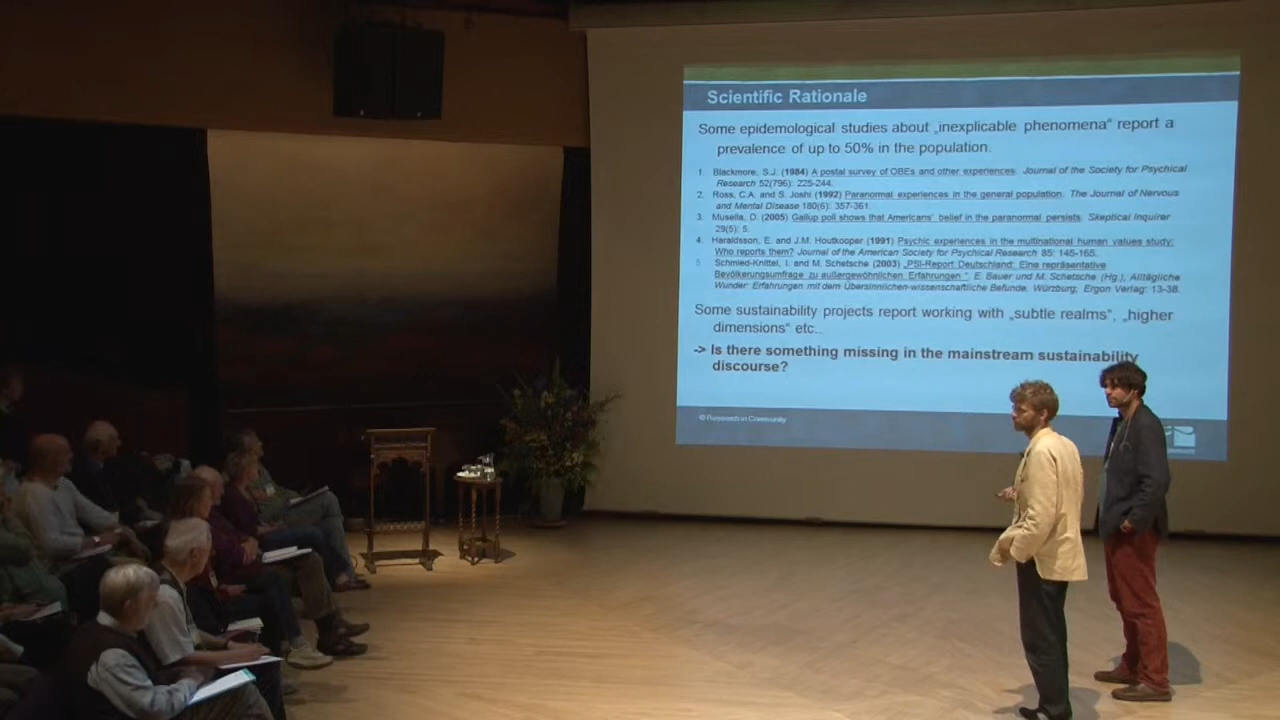 Scientific Rationale
Some epidemological studies about „inexplicable phenomena“ report a
prevalence of up to 50% in the population.
1. Blackmore, S.J. (1984) A postal survey of OBEs and other experiences. Journal of the Society for Psychical
Research 52(796): 225-244.
2. Ross, C.A. and S. Joshi (1992) Paranormal experiences in the general population. The Journal of Nervous
and Mental Disease 180(6): 357-361.
3. Musella, D. (2005) Gallup poll shows that Americans' belief in the paranormal persists. Skeptical Inquirer
29(5): 5.
4. Haraldsson, E. and J.M. Houtkooper (1991) Psychic experiences in the multinational human values study:
Who reports them? Journal of the American Society for Psychical Research 85: 145-165.
5. Schmied-Knittel, I. and M. Schetsche (2003) „PSI-Report Deutschland: Eine repräsentative
Bevölkerungsumfrage zu außergewöhnlichen Erfahrungen.“, E. Bauer und M. Schetsche (Hg.), Alltägliche
Wunder: Erfahrungen mit dem Übersinnlichen-wissenschaftliche Befunde. Würzburg, Ergon Verlag: 13-38.
Some sustainability projects report working with „subtle realms“, „higher
dimensions“ etc..
-> Is there something missing in the mainstream sustainability
discourse?
© Research in Community